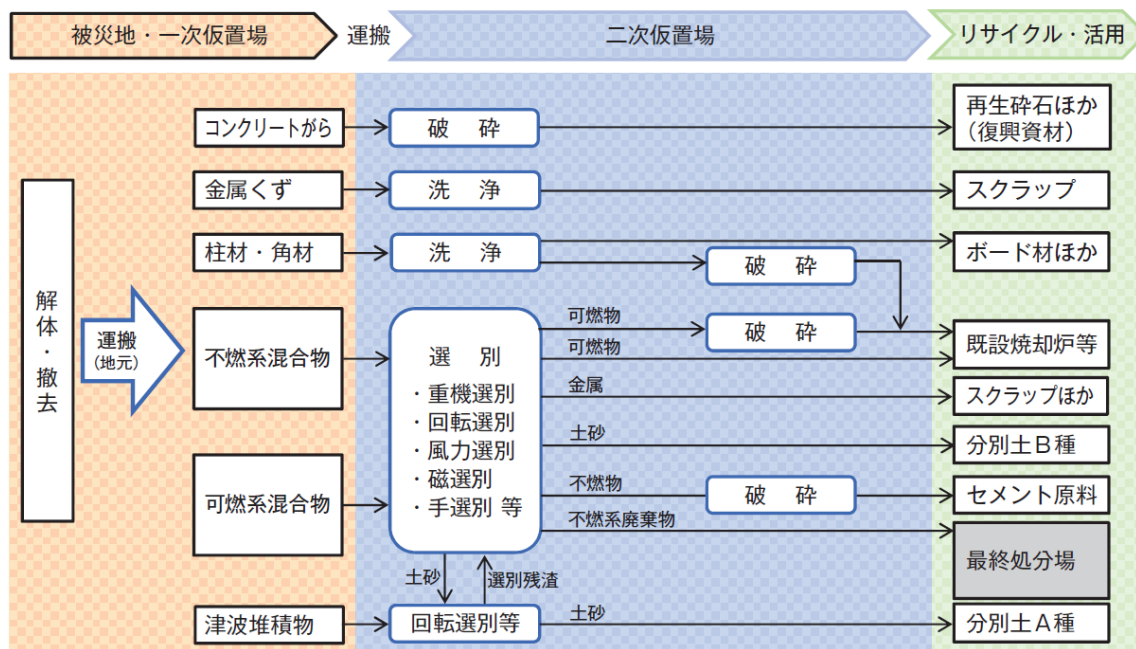 被災地・一次仮置場
運搬
二次仮置場
リサイクル・活用
解体・撤去
運搬
(地元)
コンクリートがら
金属くず
柱材・角材
不燃系混合物
可燃系混合物
津波堆積物
破 砕
洗 浄
洗 浄
破 砕
選 別
・重機選別
・回転選別
・風力選別
・磁選別
・手選別 等
可燃物
破 砕
可燃物
金属
土砂
不燃物
破 砕
不燃系廃棄物
土砂
選別残渣
回転選別等
土砂
再生砕石ほか
(復興資材)
スクラップ
ボード材ほか
既設焼却炉等
スクラップほか
分別土B種
セメント原料
最終処分場
分別土A種